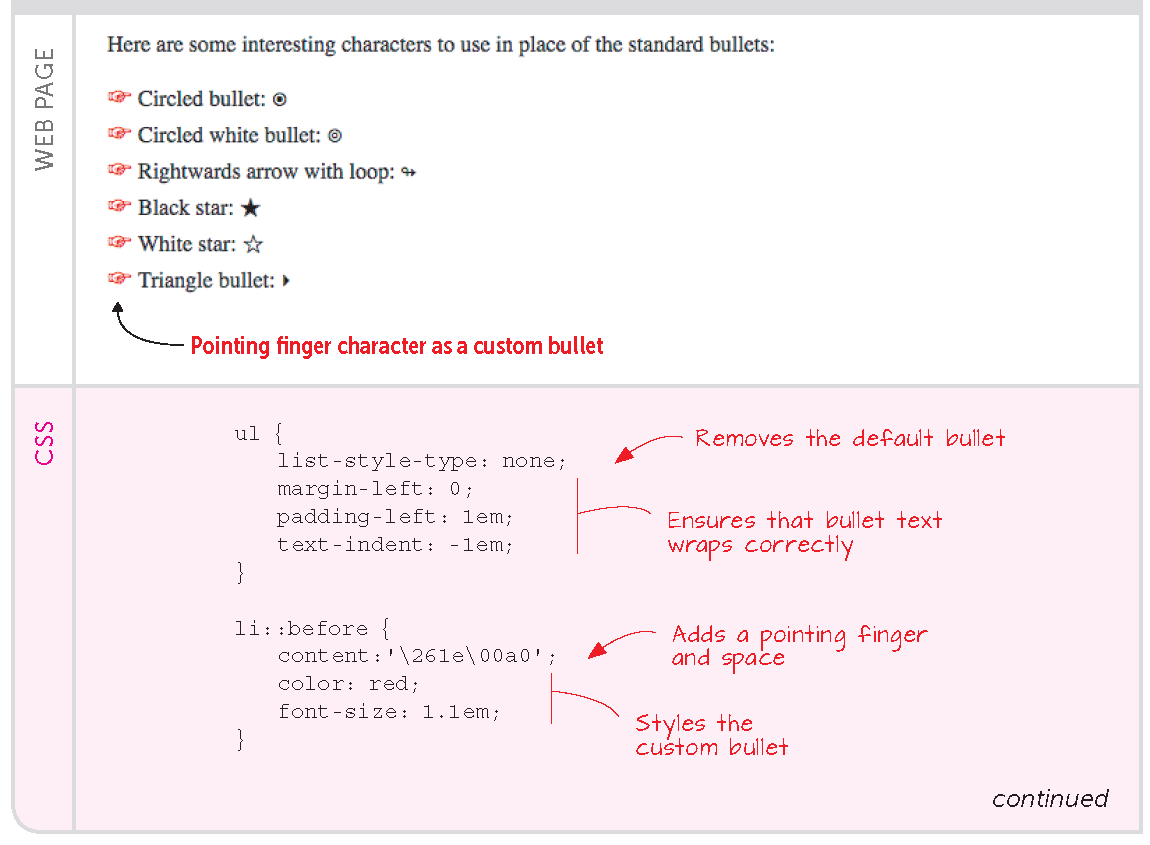 WEB PAGE
Here are some interesting characters to use in place of the standard bullets:
☞ Circled bullet: ⦿
☞ Circled white bullet: ⦾
☞ Rightwards arrow with loop: ↬
☞ Black star: ★
☞ White star: ☆
☞ Triangle bullet: ‣
Pointing finger character as a custom bullet
CSS
ul {
list-style-type: none;
Removes the default bullet
margin-left: 0;
padding-left: 1em;
text-indent: -1em;
Ensures that bullet text
wraps correctly
}
li::before {
content:'\261e\00a0';
Adds a pointing finger
and space
color: red;
font-size: 1.1em;
Styles the
custom bullet
}
continued